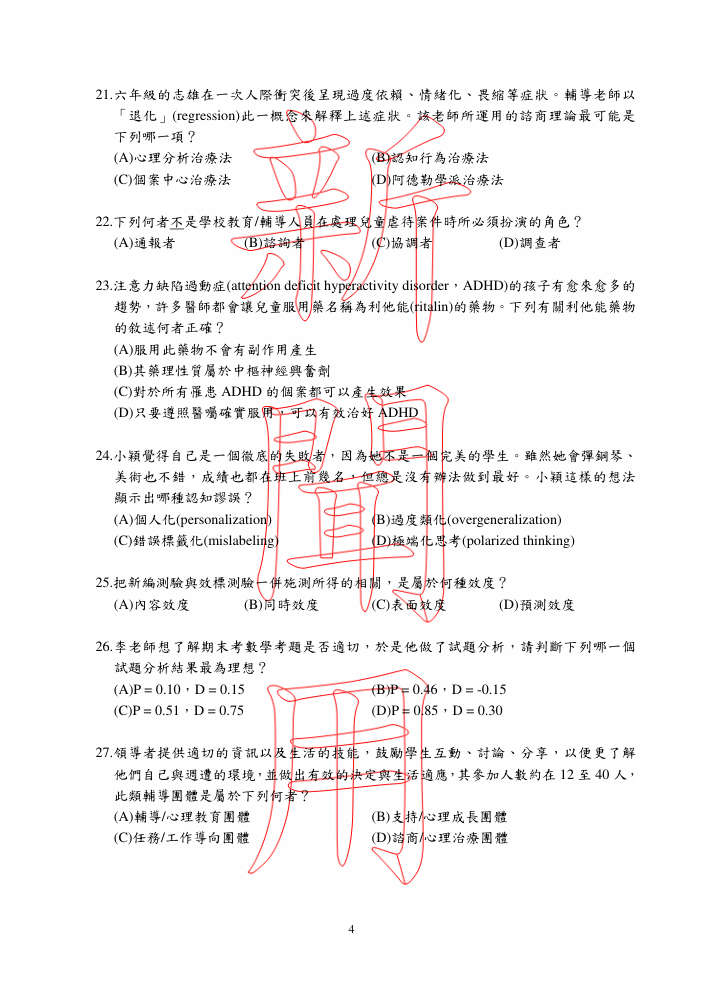 21.六年級的志雄在一次人際衝突後呈現過度依賴、情緒化、畏縮等症狀。輔導老師以
「退化」(regression)此一概念來解釋上述症狀。該老師所運用的諮商理論最可能是
下列哪一項？
(A)心理分析治療法 (B)認知行為治療法
(C)個案中心治療法 (D)阿德勒學派治療法
22.下列何者不是學校教育/輔導人員在處理兒童虐待案件時所必須扮演的角色？
(A)通報者 (B)諮詢者 (C)協調者 (D)調查者
23.注意力缺陷過動症(attention deficit hyperactivity disorder，ADHD)的孩子有愈來愈多的
趨勢，許多醫師都會讓兒童服用藥名稱為利他能(ritalin)的藥物。下列有關利他能藥物
的敘述何者正確？
(A)服用此藥物不會有副作用產生
(B)其藥理性質屬於中樞神經興奮劑
(C)對於所有罹患 ADHD 的個案都可以產生效果
(D)只要遵照醫囑確實服用，可以有效治好 ADHD
24.小穎覺得自己是一個徹底的失敗者，因為她不是一個完美的學生。雖然她會彈鋼琴、
美術也不錯，成績也都在班上前幾名，但總是沒有辦法做到最好。小穎這樣的想法
顯示出哪種認知謬誤？
(A)個人化(personalization) (B)過度類化(overgeneralization)
(C)錯誤標籤化(mislabeling) (D)極端化思考(polarized thinking)
25.把新編測驗與效標測驗一併施測所得的相關，是屬於何種效度？
(A)內容效度 (B)同時效度 (C)表面效度 (D)預測效度
26.李老師想了解期末考數學考題是否適切，於是他做了試題分析，請判斷下列哪一個
試題分析結果最為理想？
(A)P = 0.10，D = 0.15 (B)P = 0.46，D = -0.15
(C)P = 0.51，D = 0.75 (D)P = 0.85，D = 0.30
27.領導者提供適切的資訊以及生活的技能，鼓勵學生互動、討論、分享，以便更了解
他們自己與週遭的環境，並做出有效的決定與生活適應，其參加人數約在 12 至 40 人，
此類輔導團體是屬於下列何者？
(A)輔導/心理教育團體 (B)支持/心理成長團體
(C)任務/工作導向團體 (D)諮商/心理治療團體
新聞用
4